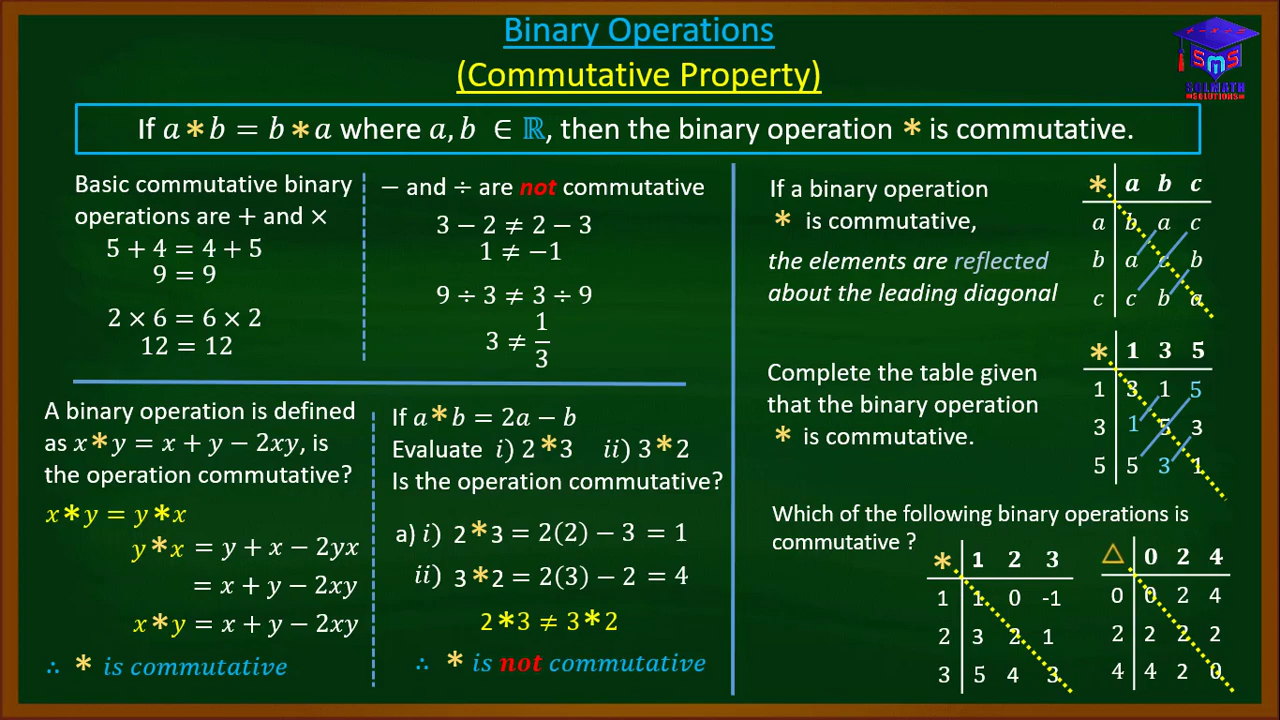 Binary Operations
(Commutative Property)
If a * b = b * a where a, b ∈ ℝ, then the binary operation * is commutative.
SMS
SOLMATH
SOLUTIONS
Basic commutative binary
operations are + and ×
5 + 4 = 4 + 5
9 = 9
2 × 6 = 6 × 2
12 = 12
− and ÷ are not commutative
3 − 2 ≠ 2 − 3
1 ≠ −1
9 ÷ 3 ≠ 3 ÷ 9
3 ≠ 1/3
A binary operation is defined
as x * y = x + y − 2xy, is
the operation commutative?
x * y = y * x
y * x = y + x − 2yx
= x + y − 2xy
x * y = x + y − 2xy
∴ * is commutative
If a * b = 2a − b
Evaluate i) 2 * 3 ii) 3 * 2
Is the operation commutative?
a) i) 2 * 3 = 2(2) − 3 = 1
ii) 3 * 2 = 2(3) − 2 = 4
2 * 3 ≠ 3 * 2
∴ * is not commutative
If a binary operation
* is commutative,
the elements are reflected
about the leading diagonal
* a b c
a b a c
b a c b
c c b a
Complete the table given
that the binary operation
* is commutative.
* 1 3 5
1 3 1 5
3 1 5 3
5 5 3 1
Which of the following binary operations is
commutative ?
* 1 2 3
1 1 0 -1
2 3 2 1
3 5 4 3
△ 0 2 4
0 0 2 4
2 2 2 2
4 4 2 0